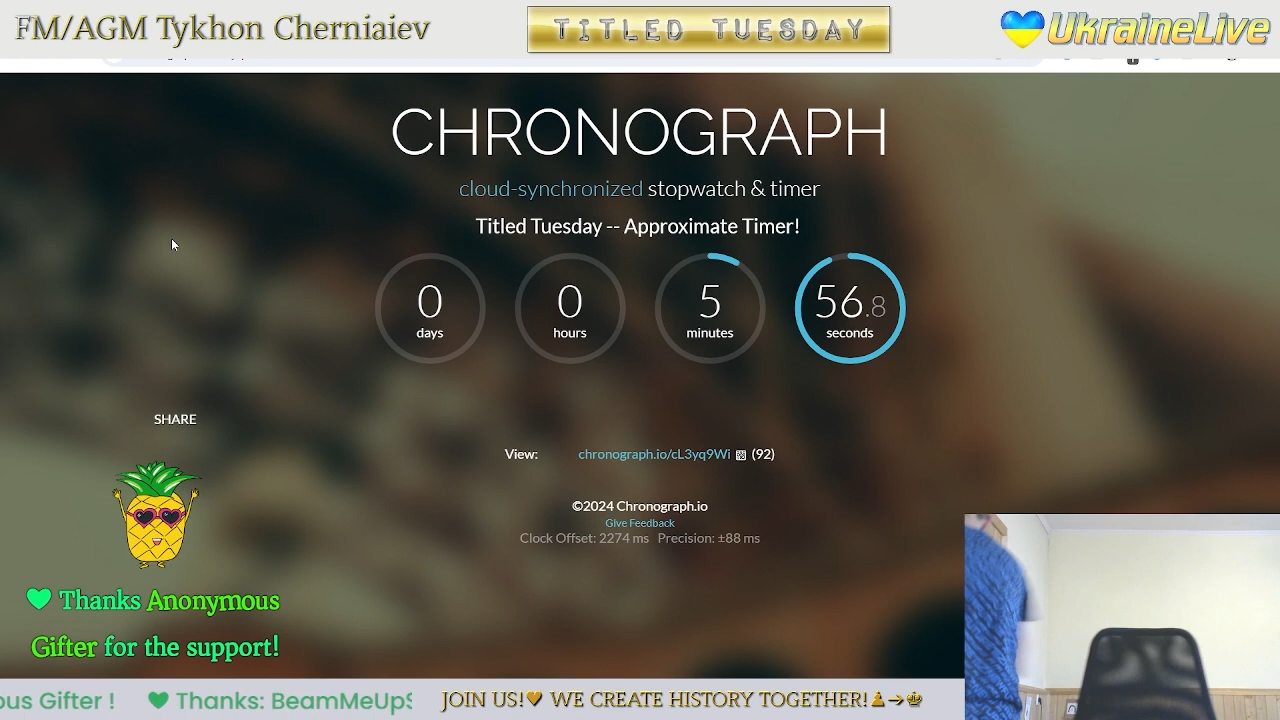 FM/AGM Tykhon Cherniaiev
TITLED TUESDAY
UkraineLive
CHRONOGRAPH
cloud-synchronized stopwatch & timer
Titled Tuesday -- Approximate Timer!
0 days
0 hours
5 minutes
56.8 seconds
SHARE
View: chronograph.io/cL3yq9Wi (92)
©2024 Chronograph.io
Give Feedback
Clock Offset: 2274 ms Precision: ±88 ms
Thanks Anonymous
Gifter for the support!
ous Gifter ! Thanks: BeamMeUpS
JOIN US! WE CREATE HISTORY TOGETHER!